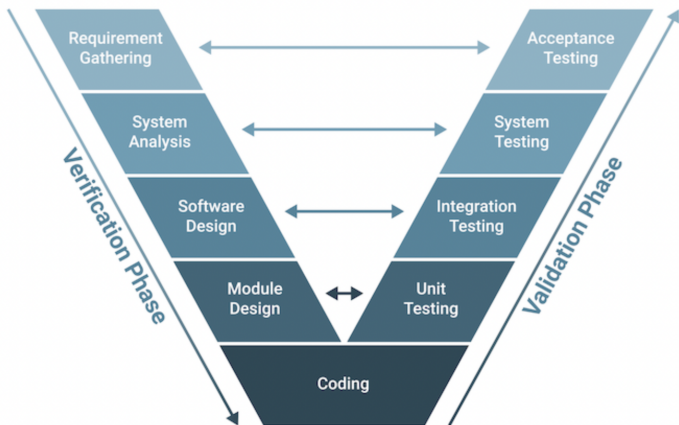 Requirement
Gathering
Acceptance
Testing
System
Analysis
System
Testing
Software
Design
Integration
Testing
Module
Design
Unit
Testing
Coding
Verification Phase
Validation Phase